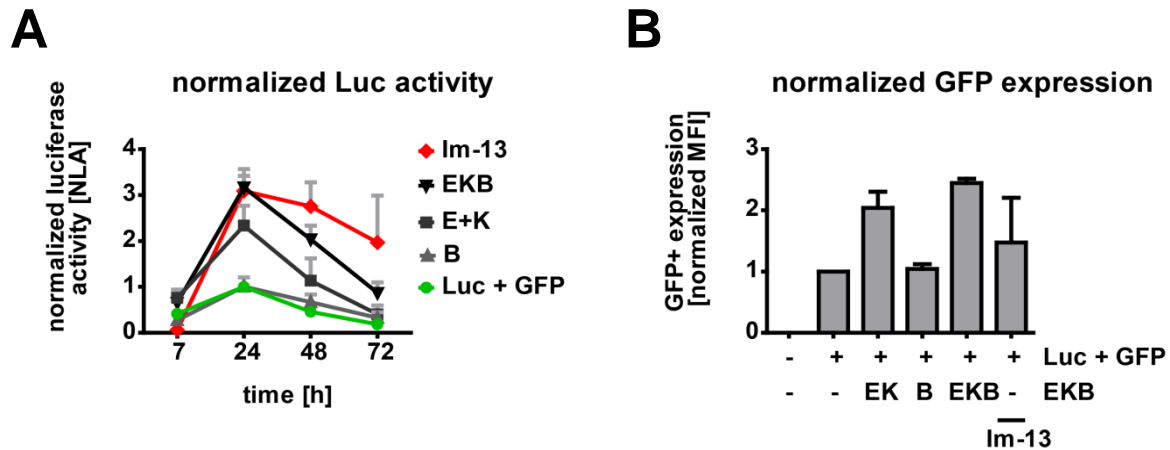 A
normalized Luc activity
normalized luciferase
activity [NLA]
4
3
2
1
0
7 24 48 72
time [h]
Im-13
EKB
E+K
B
Luc + GFP
B
normalized GFP expression
GFP+ expression
[normalized MFI]
3
2
1
0
- + + + + + Luc + GFP
- - EK B EKB - EKB
Im-13